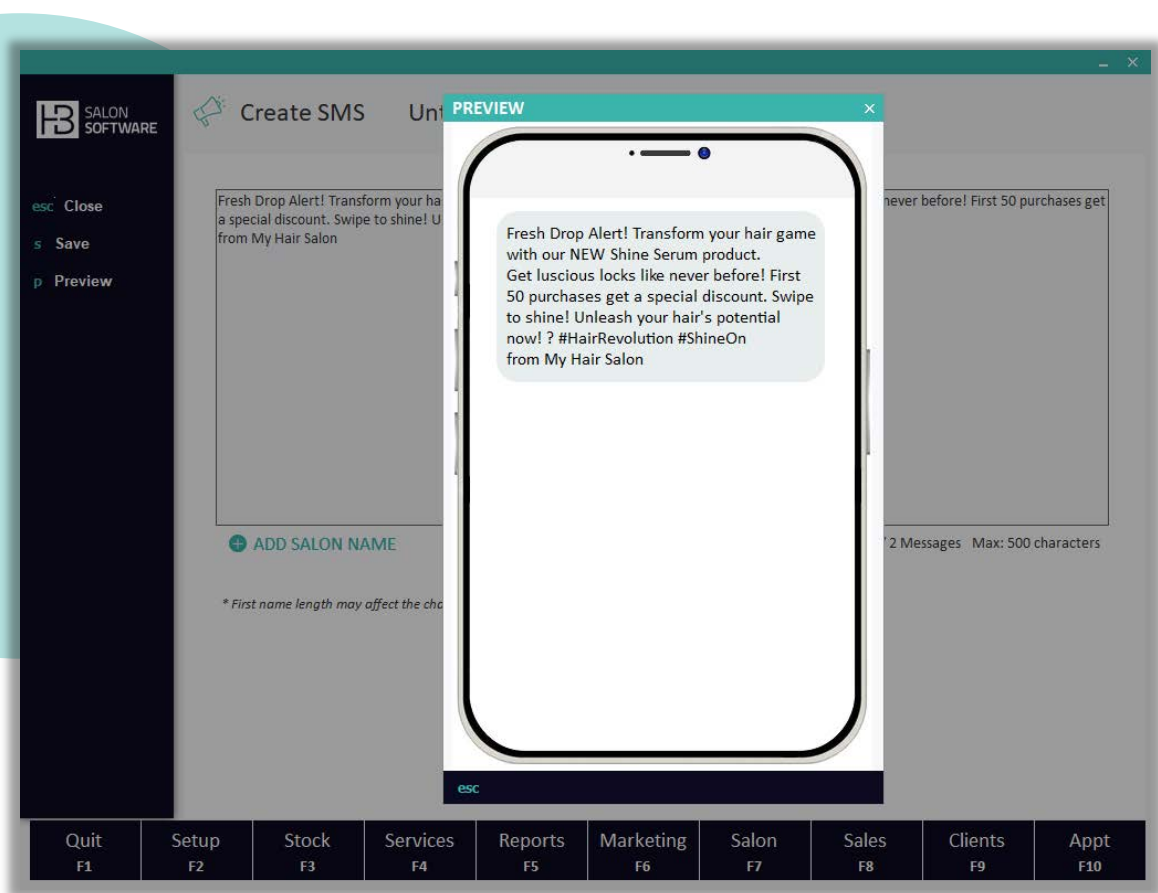 HB SALON
SOFTWARE
Create SMS
esc Close
s Save
p Preview
Fresh Drop Alert! Transform your
a special discount. Swipe to shine!
from My Hair Salon
never before! First 50 purchases get
ADD SALON NAME
2 Messages Max: 500 characters
* First name length may affect the
PREVIEW
Fresh Drop Alert! Transform your hair game
with our NEW Shine Serum product.
Get luscious locks like never before! First
50 purchases get a special discount. Swipe
to shine! Unleash your hair's potential
now! ? #HairRevolution #ShineOn
from My Hair Salon
esc
Quit Setup Stock Services Reports Marketing Salon Sales Clients Appt
F1 F2 F3 F4 F5 F6 F7 F8 F9 F10